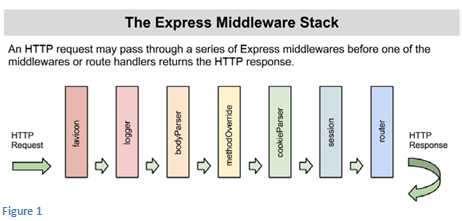 The Express Middleware Stack
An HTTP request may pass through a series of Express middlewares before one of the
middlewares or route handlers returns the HTTP response.
HTTP
Request
favicon
logger
bodyParser
methodOverride
cookieParser
session
router
HTTP
Response
Figure 1